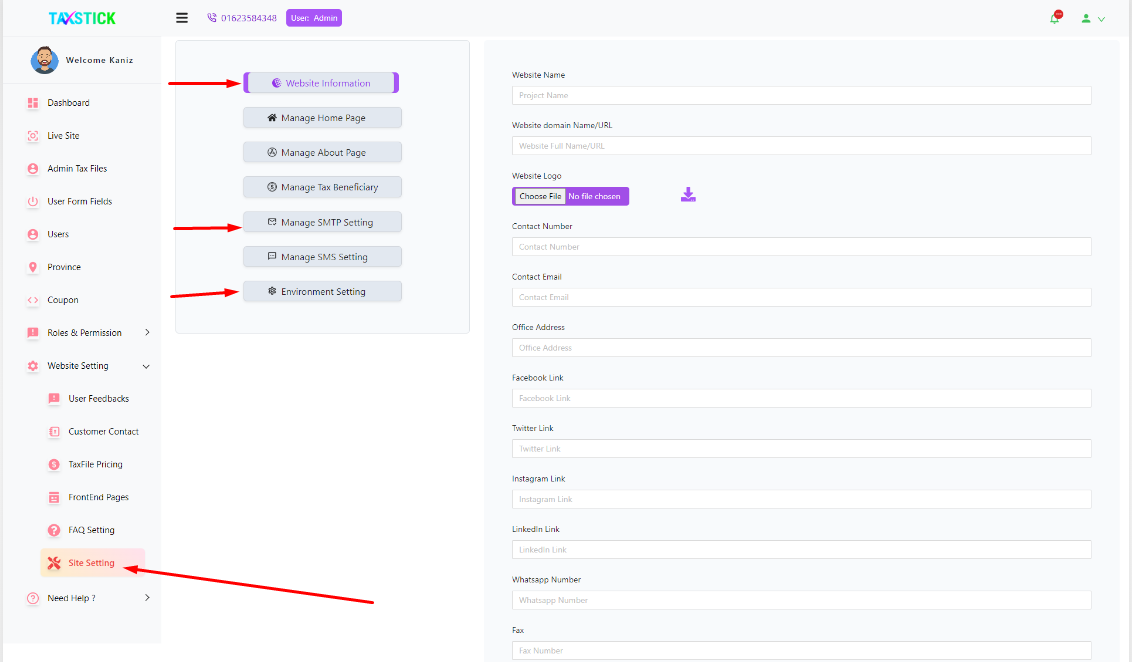 TAXSTICK
01623584348
User: Admin
Welcome Kaniz
Dashboard
Live Site
Admin Tax Files
User Form Fields
Users
Province
Coupon
Roles & Permission
Website Setting
User Feedbacks
Customer Contact
TaxFile Pricing
FrontEnd Pages
FAQ Setting
Site Setting
Need Help ?
Website Information
Manage Home Page
Manage About Page
Manage Tax Beneficiary
Manage SMTP Setting
Manage SMS Setting
Environment Setting
Website Name
Project Name
Website domain Name/URL
Website Full Name/URL
Website Logo
Choose File No file chosen
Contact Number
Contact Number
Contact Email
Contact Email
Office Address
Office Address
Facebook Link
Facebook Link
Twitter Link
Twitter Link
Instagram Link
Instagram Link
LinkedIn Link
LinkedIn Link
Whatsapp Number
Whatsapp Number
Fax
Fax Number